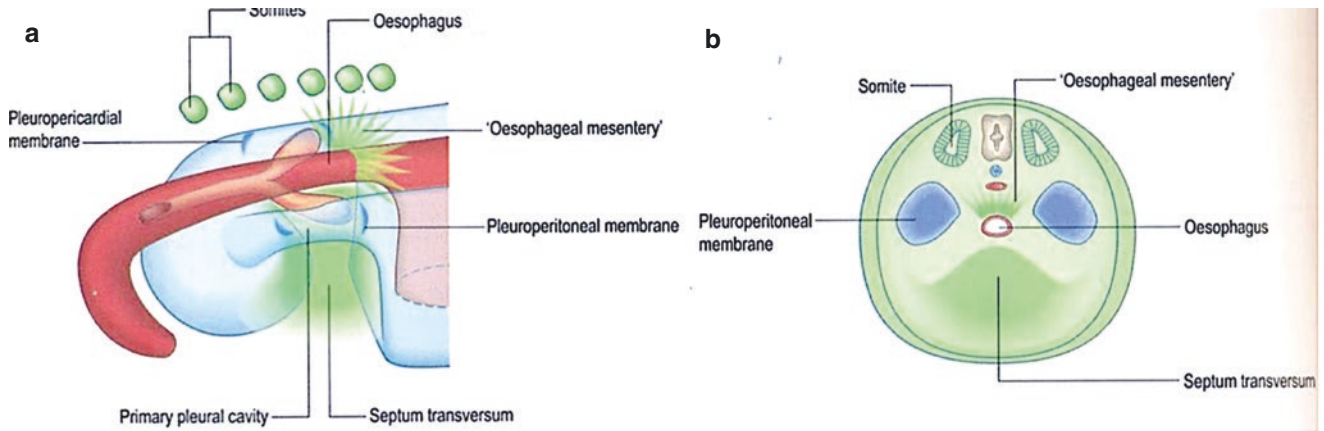 a
Somites
Oesophagus
Pleuropericardial
membrane
'Oesophageal mesentery'
Pleuroperitoneal membrane
Primary pleural cavity
Septum transversum
b
Somite
'Oesophageal mesentery'
Pleuroperitoneal
membrane
Oesophagus
Septum transversum